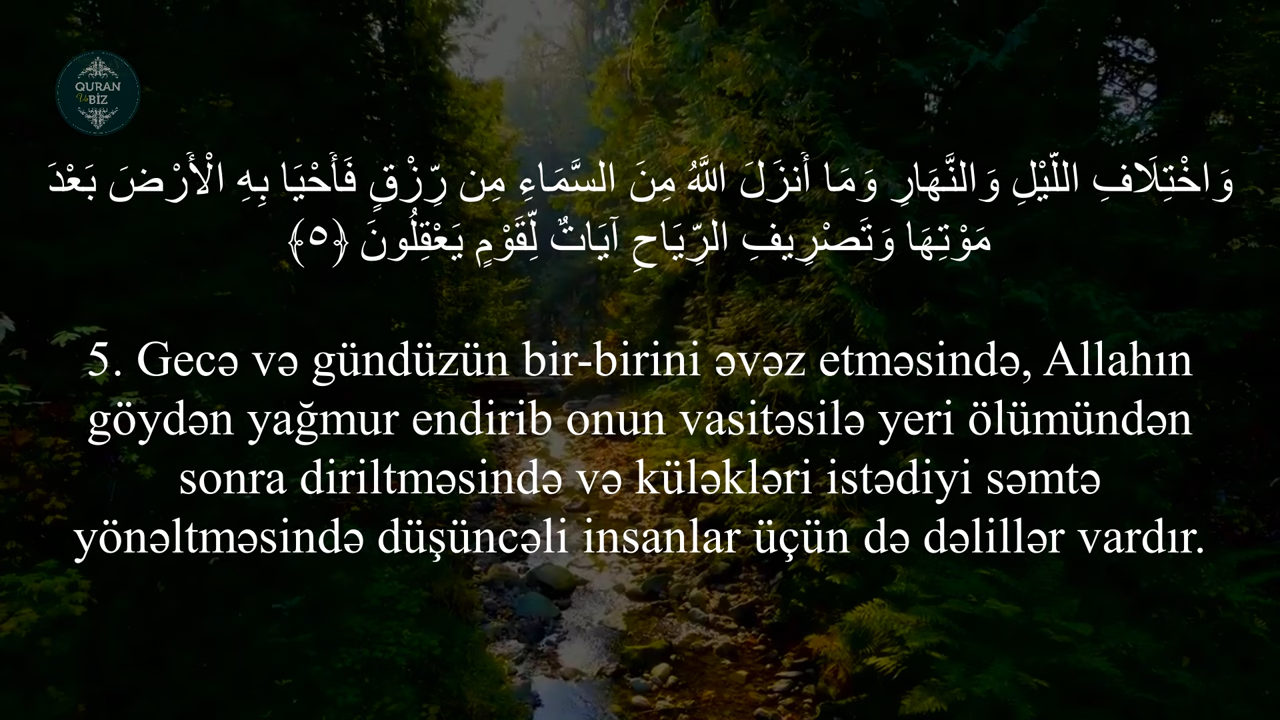 QURAN
Və
BİZ
وَاخْتِلَافِ اللَّيْلِ وَالنَّهَارِ وَمَا أَنزَلَ اللَّهُ مِنَ السَّمَاءِ مِن رِّزْقٍ فَأَحْيَا بِهِ الْأَرْضَ بَعْدَ
مَوْتِهَا وَتَصْرِيفِ الرِّيَاحِ آيَاتٌ لِّقَوْمٍ يَعْقِلُونَ ﴿٥﴾
5. Gecə və gündüzün bir-birini əvəz etməsində, Allahın
göydən yağmur endirib onun vasitəsilə yeri ölümündən
sonra diriltməsində və küləkləri istədiyi səmtə
yönəltməsində düşüncəli insanlar üçün də dəlillər vardır.